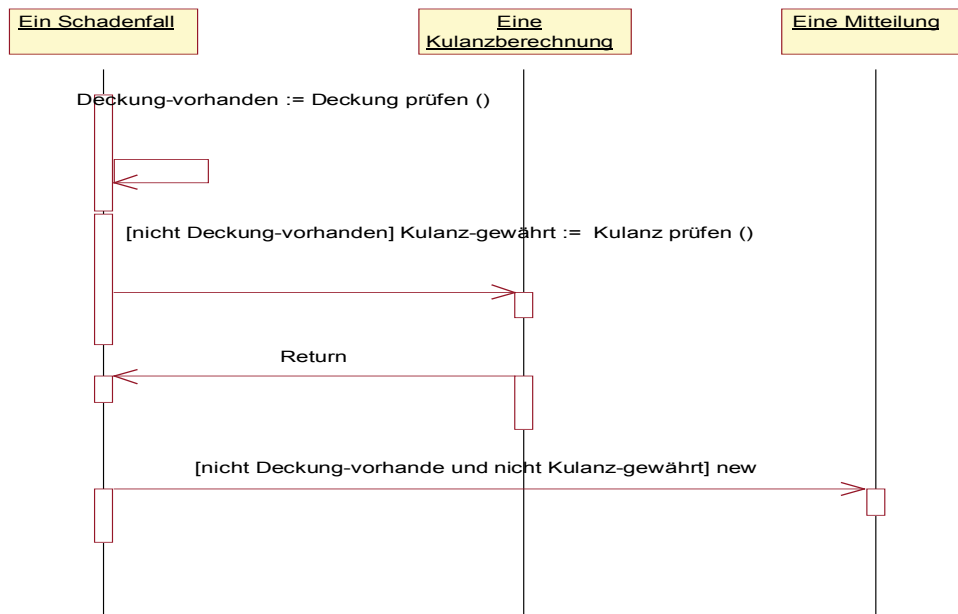 Ein Schadenfall
Eine
Kulanzberechnung
Eine Mitteilung
Deckung-vorhanden := Deckung prüfen ()
[nicht Deckung-vorhanden] Kulanz-gewährt := Kulanz prüfen ()
Return
[nicht Deckung-vorhande und nicht Kulanz-gewährt] new